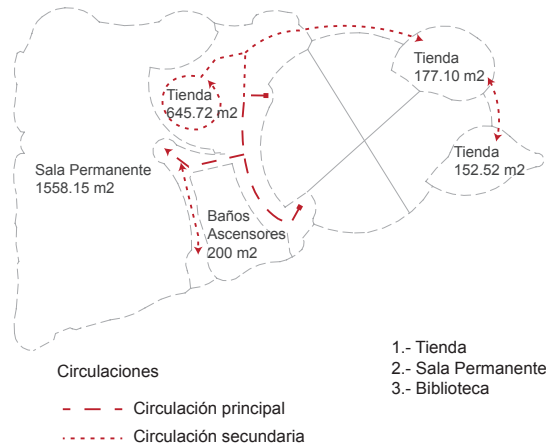 Tienda
177.10 m2
Tienda
645.72 m2
Tienda
152.52 m2
Sala Permanente
1558.15 m2
Baños
Ascensores
200 m2
Circulaciones
Circulación principal
Circulación secundaria
1.- Tienda
2.- Sala Permanente
3.- Biblioteca